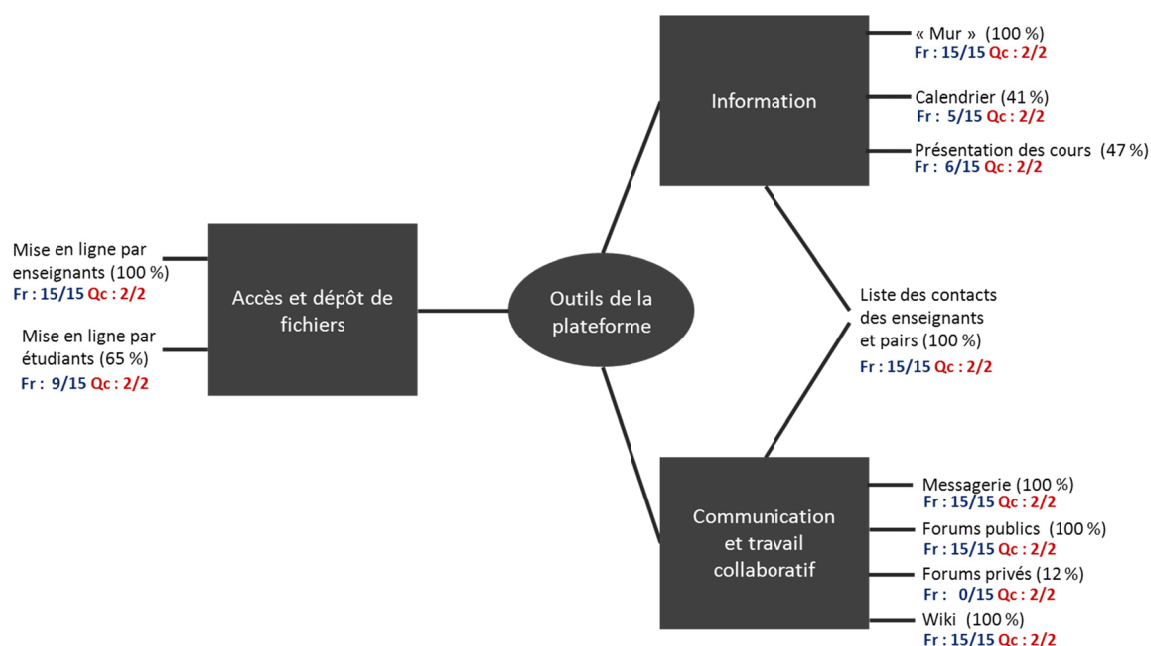 « Mur » (100 %)
Fr : 15/15 Qc : 2/2
Information
Calendrier (41 %)
Fr : 5/15 Qc : 2/2
Présentation des cours (47 %)
Fr : 6/15 Qc : 2/2
Mise en ligne par
enseignants (100 %)
Fr : 15/15 Qc : 2/2
Mise en ligne par
étudiants (65 %)
Fr : 9/15 Qc : 2/2
Accès et dépôt de
fichiers
Outils de la
plateforme
Liste des contacts
des enseignants
et pairs (100 %)
Fr : 15/15 Qc : 2/2
Communication
et travail
collaboratif
Messagerie (100 %)
Fr : 15/15 Qc : 2/2
Forums publics (100 %)
Fr : 15/15 Qc : 2/2
Forums privés (12 %)
Fr : 0/15 Qc : 2/2
Wiki (100 %)
Fr : 15/15 Qc : 2/2